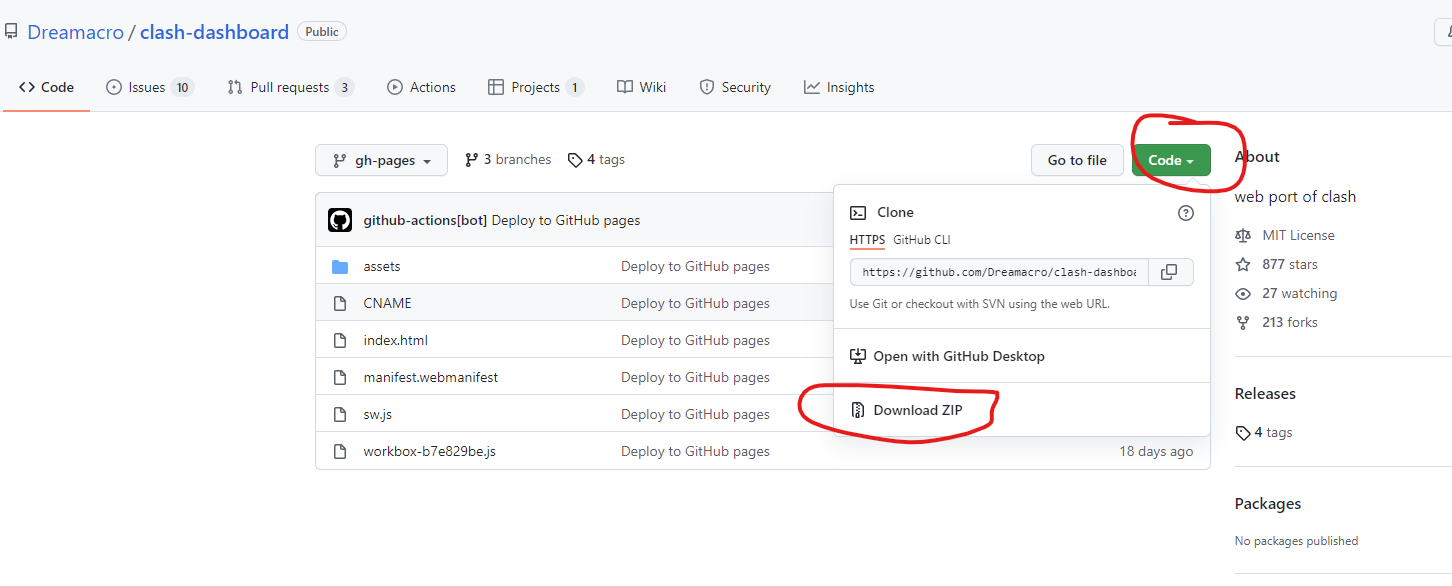 Dreamacro / clash-dashboard Public
Code Issues 10 Pull requests 3 Actions Projects 1 Wiki Security Insights
gh-pages 3 branches 4 tags Go to file Code
github-actions[bot] Deploy to GitHub pages
assets Deploy to GitHub pages
CNAME Deploy to GitHub pages
index.html Deploy to GitHub pages
manifest.webmanifest Deploy to GitHub pages
sw.js Deploy to GitHub pages
workbox-b7e829be.js Deploy to GitHub pages 18 days ago
Clone
HTTPS GitHub CLI
https://github.com/Dreamacro/clash-dashboa
Use Git or checkout with SVN using the web URL.
Open with GitHub Desktop
Download ZIP
About
web port of clash
MIT License
877 stars
27 watching
213 forks
Releases
4 tags
Packages
No packages published